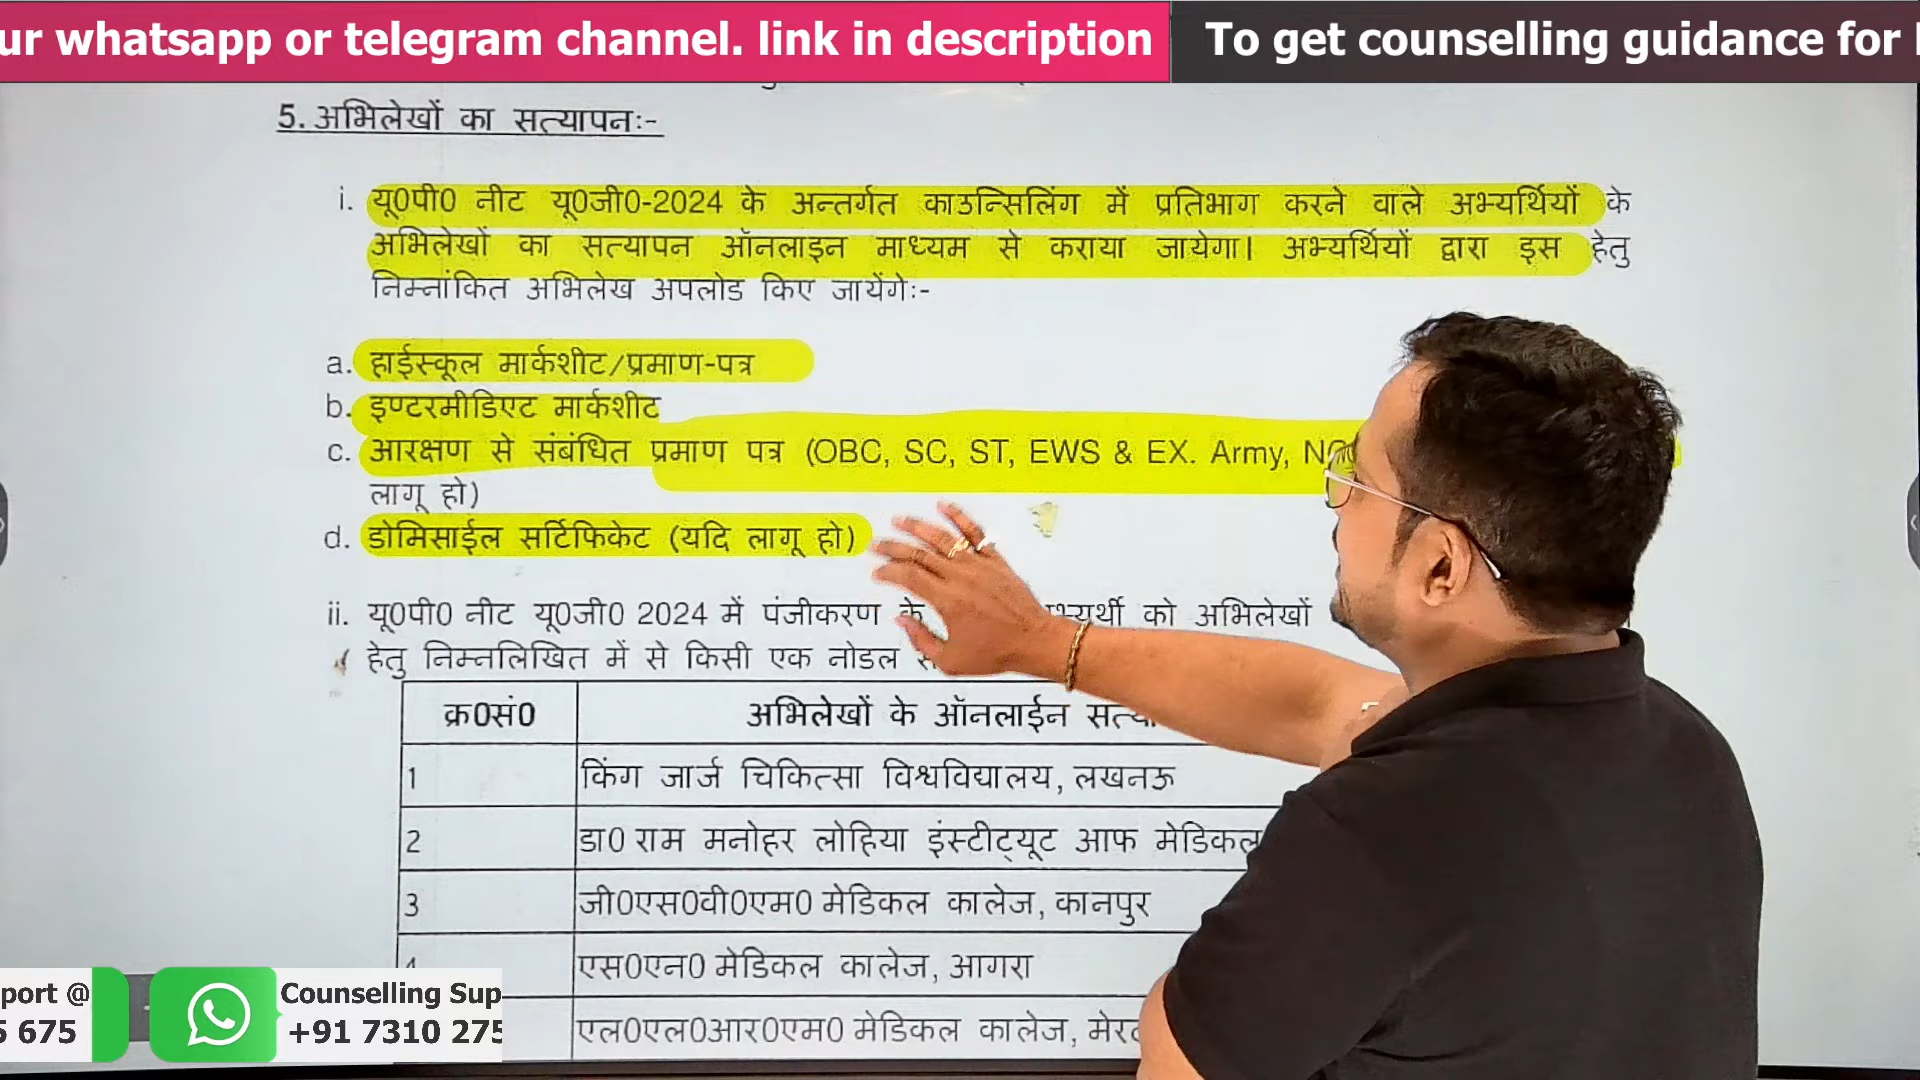 ur whatsapp or telegram channel. link in description To get counselling guidance for
5. अभिलेखों का सत्यापनः-
i. यू0पी0 नीट यू0जी0-2024 के अन्तर्गत काउन्सिलिंग में प्रतिभाग करने वाले अभ्यर्थियों के
अभिलेखों का सत्यापन ऑनलाइन माध्यम से कराया जायेगा। अभ्यर्थियों द्वारा इस हेतु
निम्नांकित अभिलेख अपलोड किए जायेंगेः-
a. हाईस्कूल मार्कशीट/प्रमाण-पत्र
b. इण्टरमीडिएट मार्कशीट
c. आरक्षण से संबंधित प्रमाण पत्र (OBC, SC, ST, EWS & EX. Army,
लागू हो)
d. डोमिसाईल सर्टिफिकेट (यदि लागू हो)
ii. यू0पी0 नीट यू0जी0 2024 में पंजीकरण के अभिलेखों
हेतु निम्नलिखित में से किसी एक नोडल
क्र0सं0 अभिलेखों के ऑनलाईन
1 किंग जार्ज चिकित्सा विश्वविद्यालय, लखनऊ
2 डा0 राम मनोहर लोहिया इंस्टीट्यूट आफ मेडिकल
3 जी0एस0वी0एम0 मेडिकल कालेज, कानपुर
एस0एन0 मेडिकल कालेज, आगरा
एल0एल0आर0एम0 मेडिकल कालेज,
port @ Counselling Sup
675 +91 7310 275